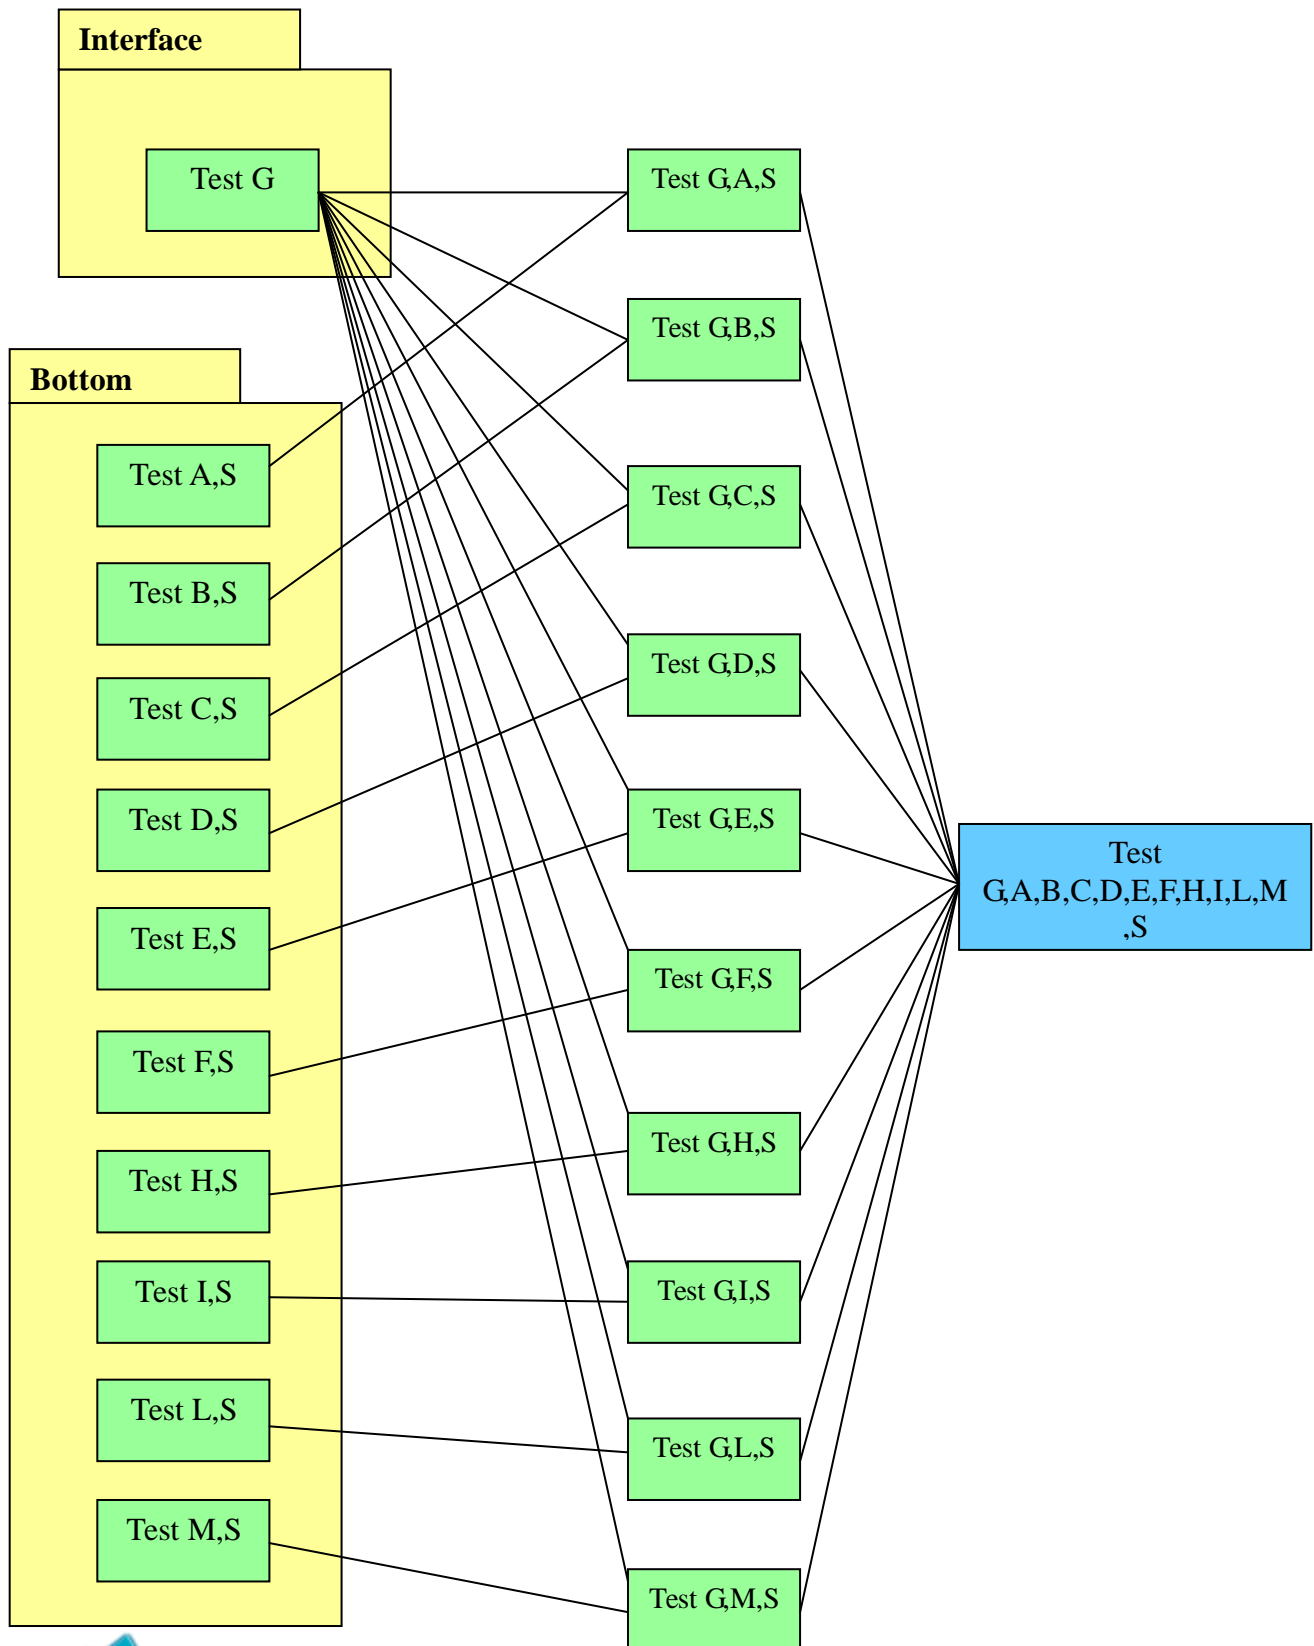 Interface
Test G
Bottom
Test A,S
Test B,S
Test C,S
Test D,S
Test E,S
Test F,S
Test H,S
Test I,S
Test L,S
Test M,S
Test G,A,S
Test G,B,S
Test G,C,S
Test G,D,S
Test G,E,S
Test G,F,S
Test G,H,S
Test G,I,S
Test G,L,S
Test G,M,S
Test
G,A,B,C,D,E,F,H,I,L,M
,S